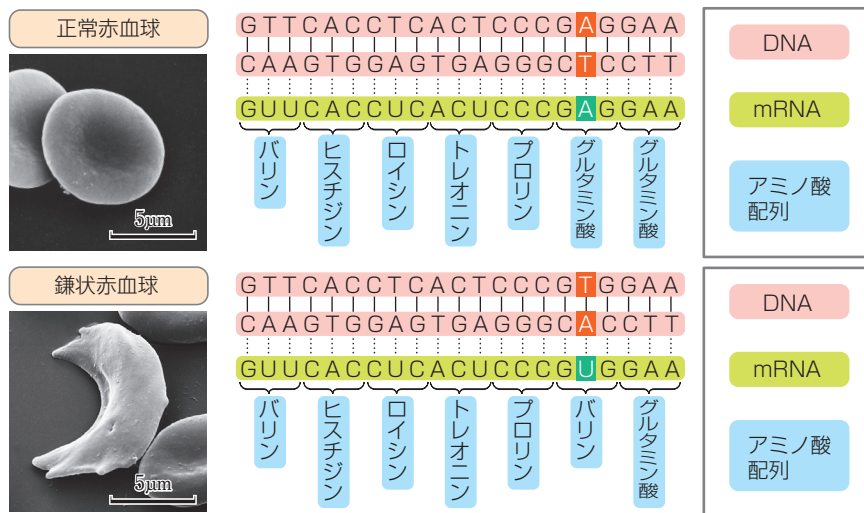 正常赤血球
5μm
GTTCACCTCACTCCCGAGGAA
CAAGTGGAGTGAGGGCTCCTT
GUUCACCUCACUCCCGAGGAA
バリン
ヒスチジン
ロイシン
トレオニン
プロリン
グルタミン酸
グルタミン酸
DNA
mRNA
アミノ酸
配列
鎌状赤血球
5μm
GTTCACCTCACTCCCGTGGAA
CAAGTGGAGTGAGGGCACCTT
GUUCACCUCACUCCCGUGGAA
バリン
ヒスチジン
ロイシン
トレオニン
プロリン
バリン
グルタミン酸
DNA
mRNA
アミノ酸
配列